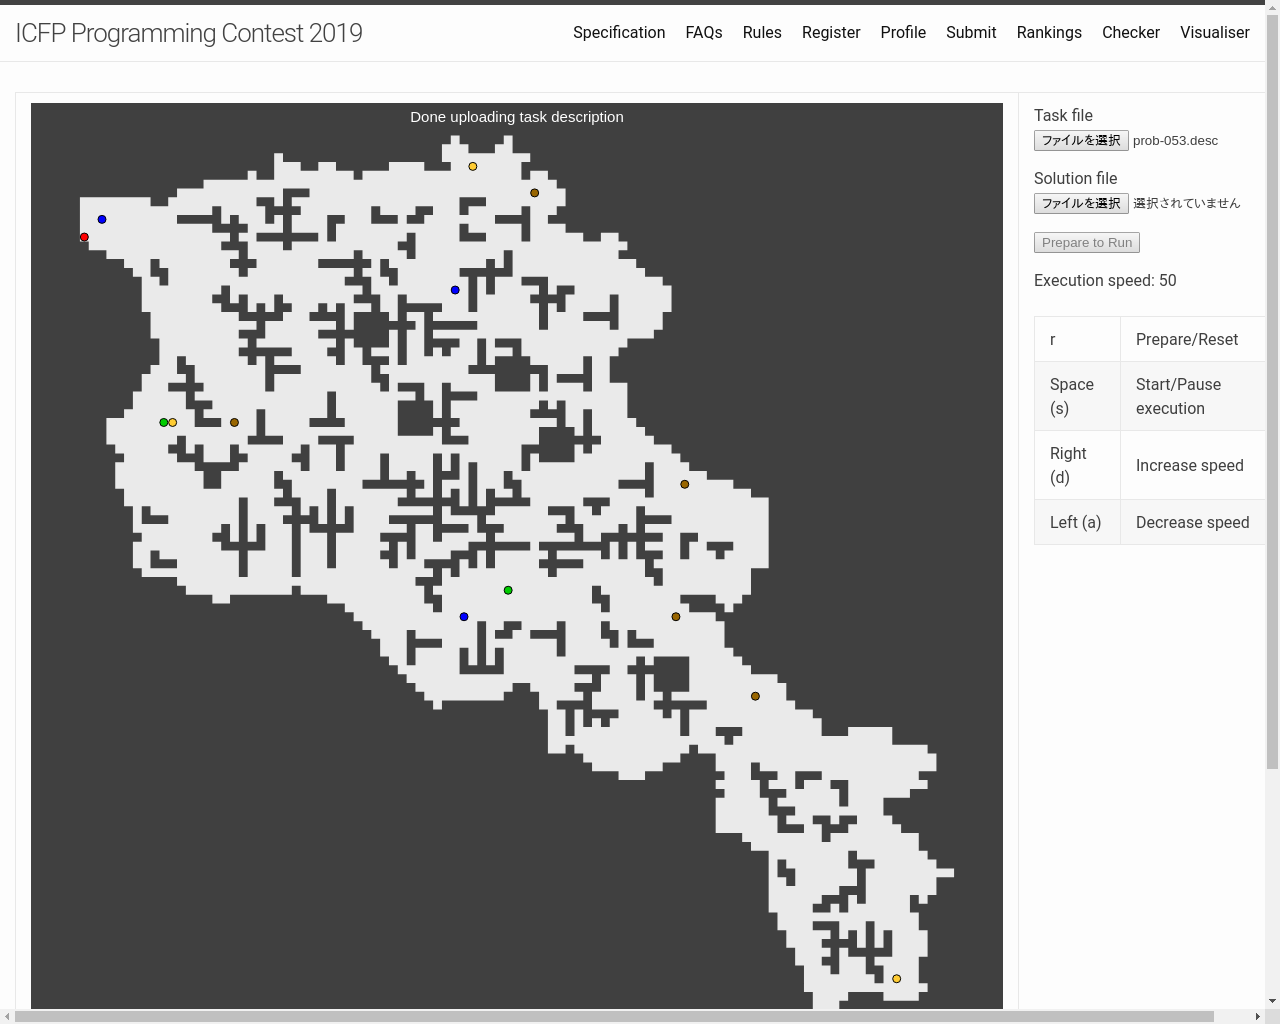 ICFP Programming Contest 2019
Specification FAQs Rules Register Profile Submit Rankings Checker Visualiser
Done uploading task description
Task file
ファイルを選択 prob-053.desc
Solution file
ファイルを選択 選択されていません
Prepare to Run
Execution speed: 50
r Prepare/Reset
Space (s) Start/Pause execution
Right (d) Increase speed
Left (a) Decrease speed